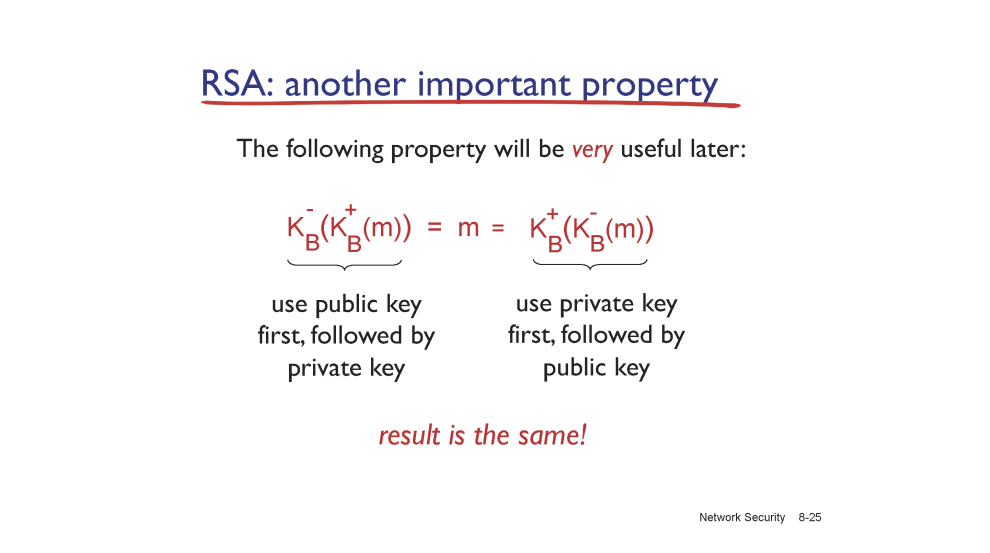 RSA: another important property
The following property will be very useful later:
K_B^-(K_B^+(m)) = m = K_B^+(K_B^-(m))
use public key
first, followed by
private key
use private key
first, followed by
public key
result is the same!
Network Security 8-25